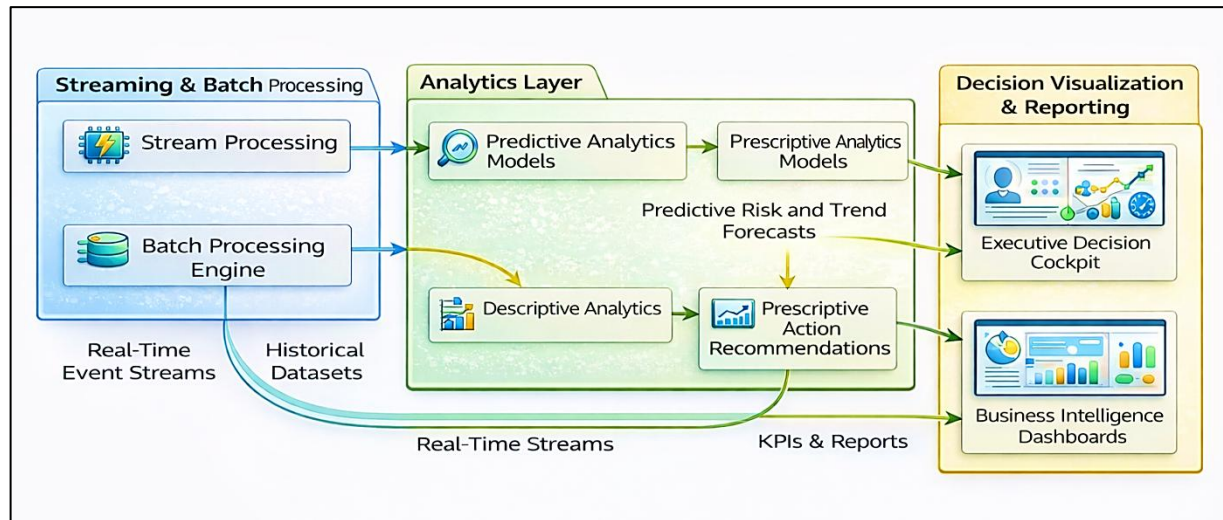 Streaming & Batch Processing
Stream Processing
Batch Processing
Engine
Real-Time
Event Streams
Historical
Datasets
Analytics Layer
Predictive Analytics
Models
Prescriptive Analytics
Models
Predictive Risk and Trend
Forecasts
Descriptive Analytics
Prescriptive
Action
Recommendations
Real-Time Streams
KPIs & Reports
Decision Visualization
& Reporting
Executive Decision
Cockpit
Business Intelligence
Dashboards